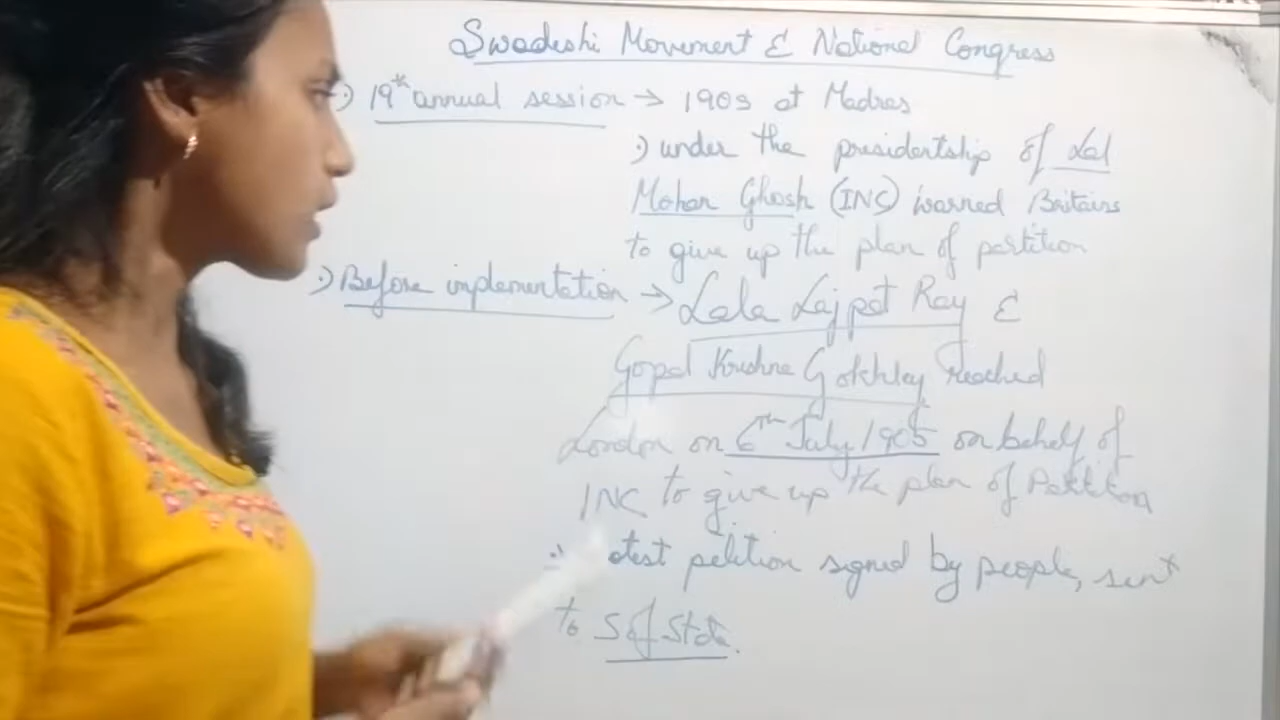 Swadeshi Movement & National Congress
19th annual session → 1903 at Madras
under the presidentship of Lal
Mohan Ghosh (INC) warned Britains
to give up the plan of partition
Before implementation → Lala Lajpat Ray &
Gopal Krishna Gokhley reached
London on 6th July 1905 on behalf of
INC to give up the plan of Partition
petition signed by people, sent
to S of State.